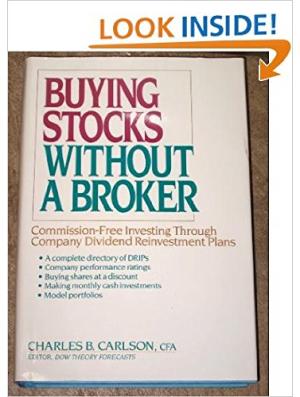 LOOK INSIDE!
BUYING
STOCKS
WITHOUT
A BROKER
Commission-Free Investing Through
Company Dividend Reinvestment Plans
• A complete directory of DRIPs
• Company performance ratings
• Buying shares at a discount
• Making monthly cash investments
• Model portfolios
CHARLES B. CARLSON, CFA
EDITOR, DOW THEORY FORECASTS